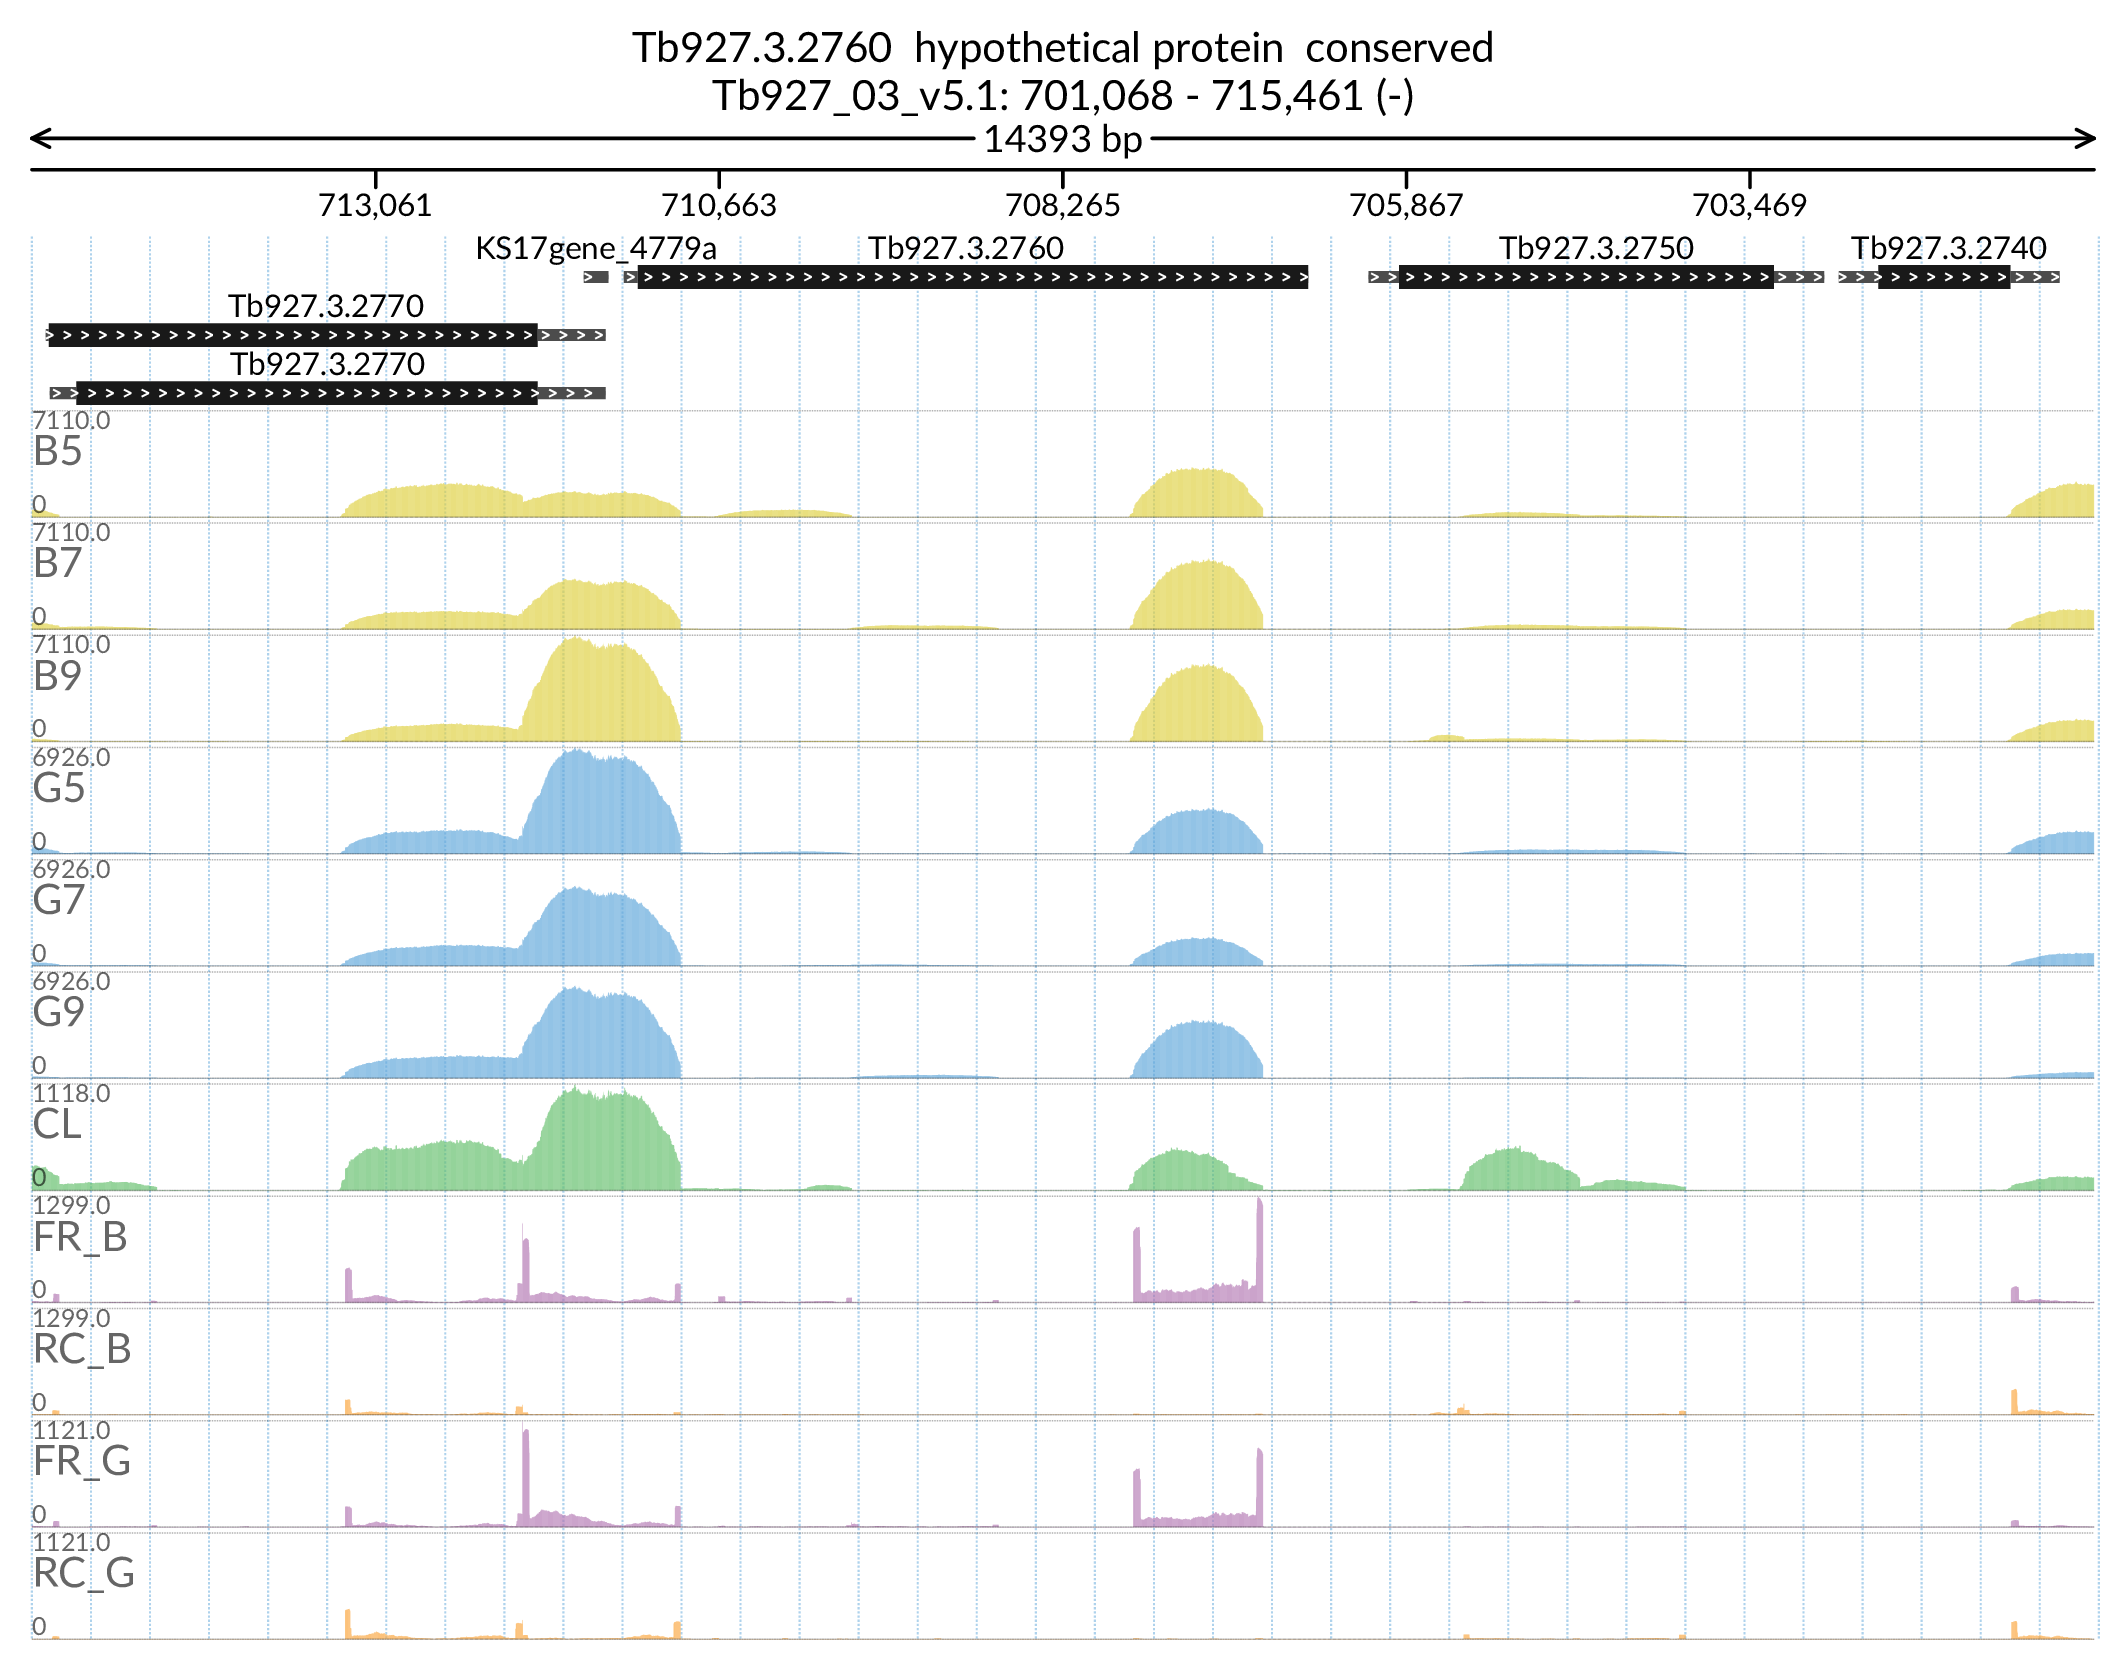 Tb927.3.2760  hypothetical protein  conserved
Tb927_03_v5.1: 701,068 - 715,461 (-)
14393 bp
713,061 710,663 708,265 705,867 703,469
KS17gene_4779a Tb927.3.2760 Tb927.3.2750 Tb927.3.2740
Tb927.3.2770
Tb927.3.2770
7110.0
B5
0
7110.0
B7
0
7110.0
B9
0
6926.0
G5
0
6926.0
G7
0
6926.0
G9
0
1118.0
CL
0
1299.0
FR_B
0
1299.0
RC_B
0
1121.0
FR_G
0
1121.0
RC_G
0